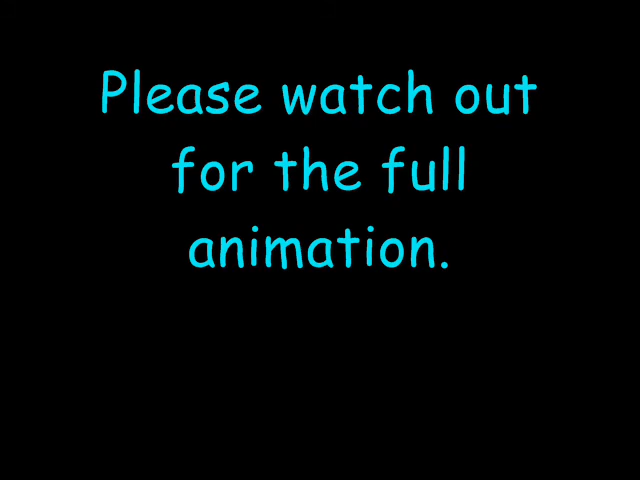 Please watch out
for the full
animation.